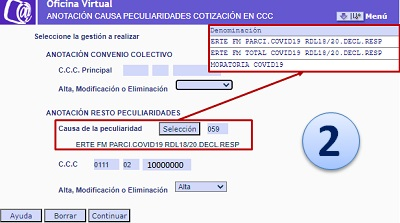 Oficina Virtual
ANOTACIÓN CAUSA PECULIARIDADES COTIZACIÓN EN CCC
Menú
Seleccione la gestión a realizar
Denominación
ERTE FM PARCI.COVID19 RDL18/20.DECL.RESP
ERTE FM TOTAL COVID19 RDL18/20.DECL.RESP
MORATORIA COVID19
ANOTACIÓN CONVENIO COLECTIVO
C.C.C. Principal
Alta, Modificación o Eliminación
ANOTACIÓN RESTO PECULIARIDADES
Causa de la peculiaridad Selección 059
ERTE FM PARCI.COVID19 RDL18/20 DECL.RESP
2
C.C.C 0111 02 10000000
Alta, Modificación o Eliminación Alta
Ayuda Borrar Continuar